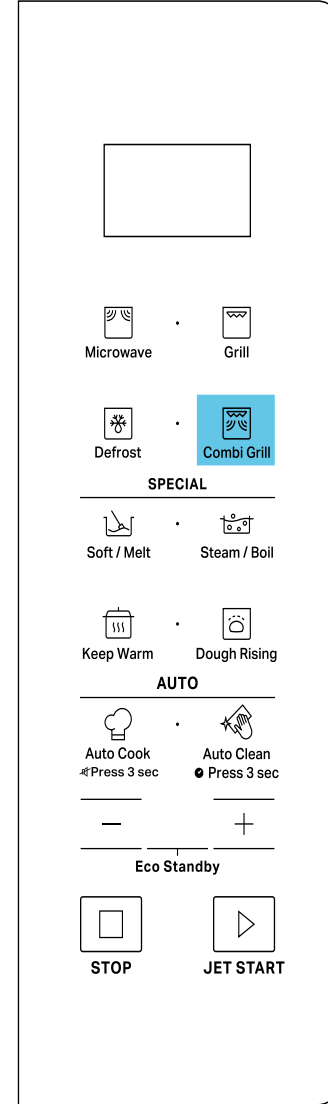 Microwave
Grill
Defrost
Combi Grill
SPECIAL
Soft / Melt
Steam / Boil
Keep Warm
Dough Rising
AUTO
Auto Cook
Press 3 sec
Auto Clean
Press 3 sec
− +
Eco Standby
STOP
JET START